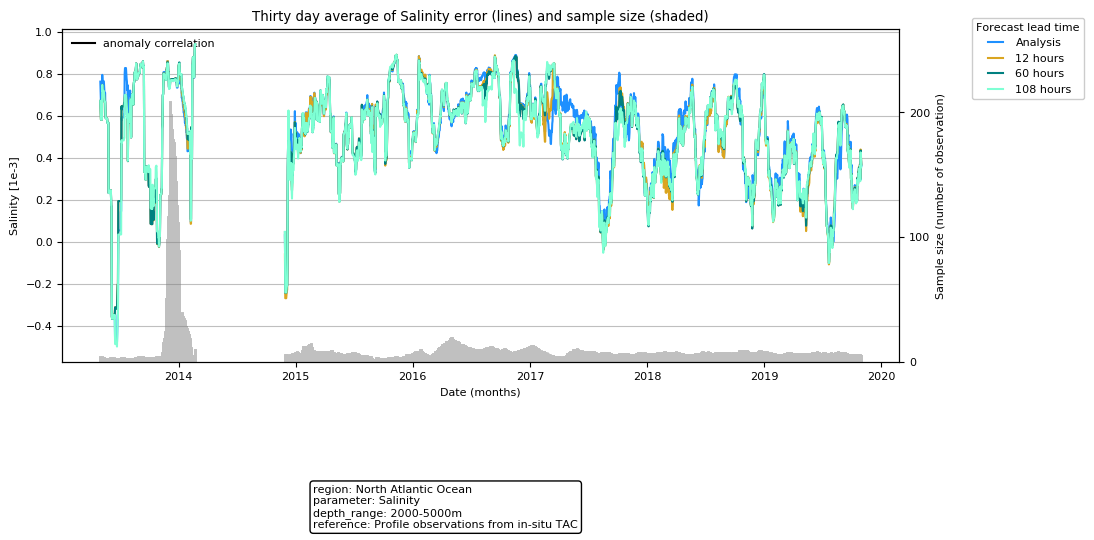 Thirty day average of Salinity error (lines) and sample size (shaded)
Forecast lead time
Analysis
12 hours
60 hours
108 hours
anomaly correlation
1.0
0.8
0.6
0.4
0.2
0.0
−0.2
−0.4
Salinity [1e-3]
200
100
0
Sample size (number of observation)
2014
2015
2016
2017
2018
2019
2020
Date (months)
region: North Atlantic Ocean
parameter: Salinity
depth_range: 2000-5000m
reference: Profile observations from in-situ TAC